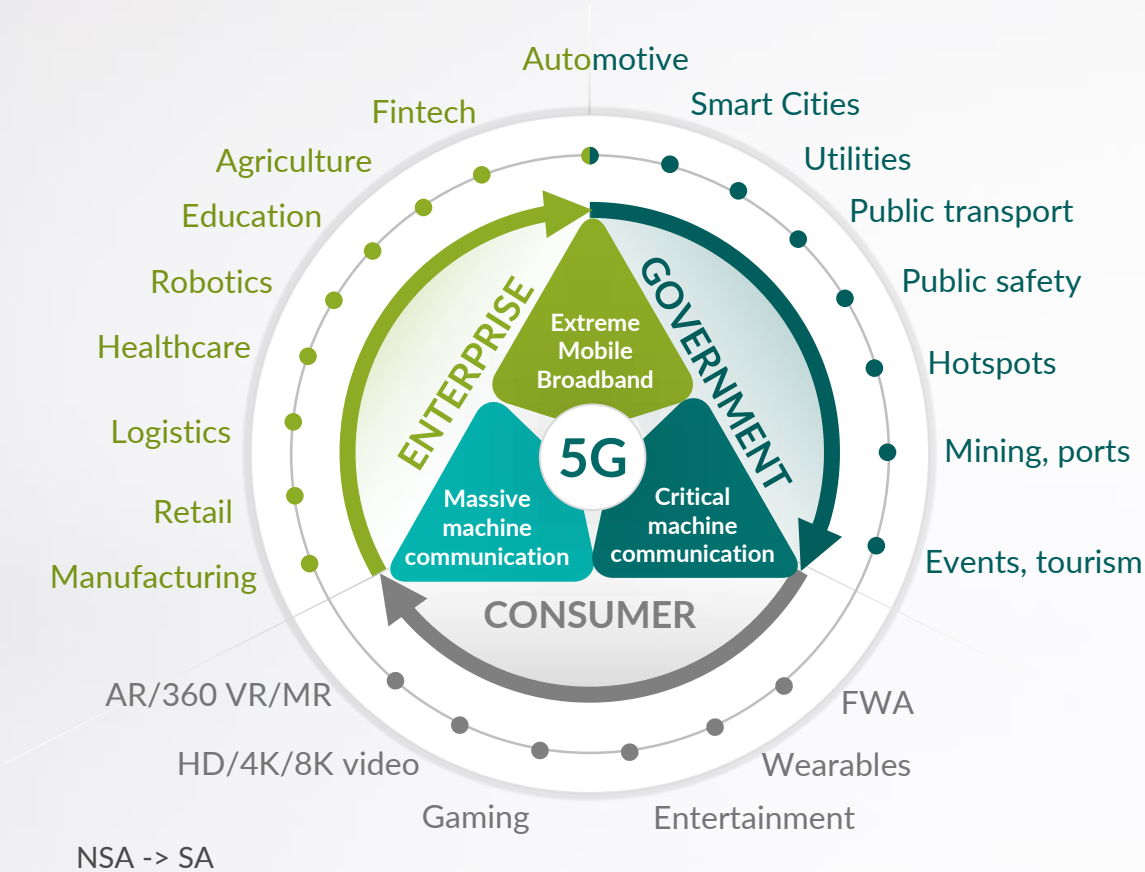 Automotive
Smart Cities
Utilities
Public transport
Public safety
Hotspots
Mining, ports
Events, tourism
FWA
Wearables
Entertainment
Gaming
HD/4K/8K video
AR/360 VR/MR
Manufacturing
Retail
Logistics
Healthcare
Robotics
Education
Agriculture
Fintech
ENTERPRISE
GOVERNMENT
CONSUMER
Extreme
Mobile
Broadband
5G
Massive
machine
communication
Critical
machine
communication
NSA -> SA